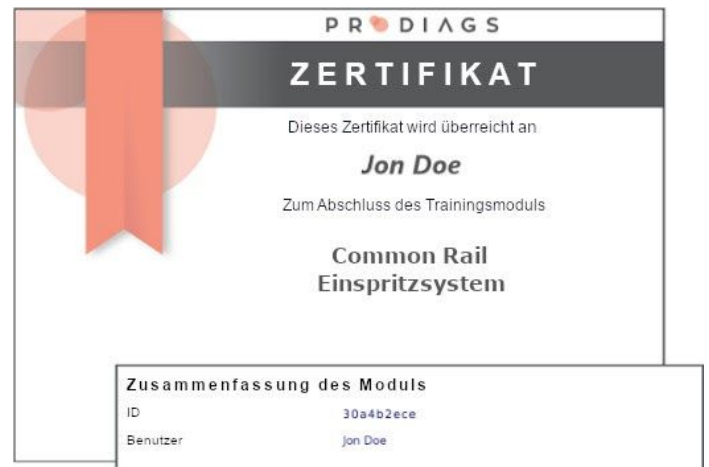 PRODIAGS
ZERTIFIKAT
Dieses Zertifikat wird überreicht an
Jon Doe
Zum Abschluss des Trainingsmoduls
Common Rail
Einspritzsystem
Zusammenfassung des Moduls
ID 30a4b2ece
Benutzer Jon Doe